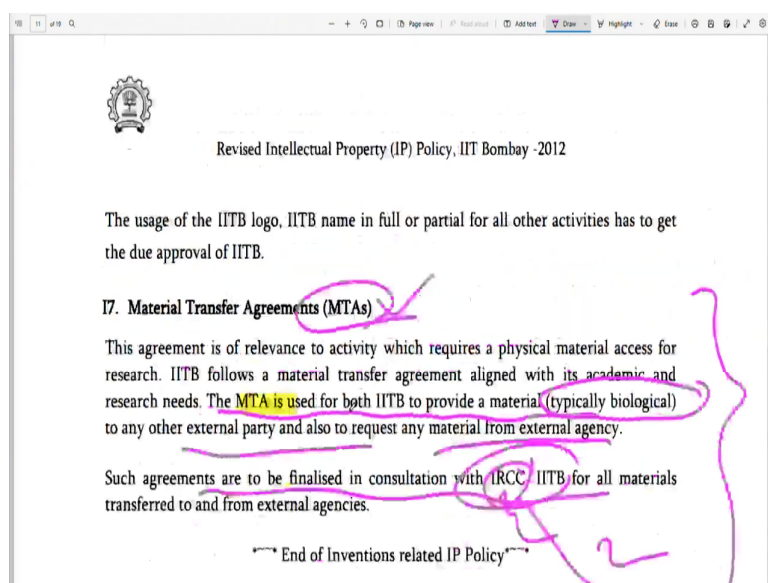 11 of 19
Page view Read aloud Add text Draw Highlight Erase
Revised Intellectual Property (IP) Policy, IIT Bombay -2012
The usage of the IITB logo, IITB name in full or partial for all other activities has to get
the due approval of IITB.
I7. Material Transfer Agreements (MTAs)
This agreement is of relevance to activity which requires a physical material access for
research. IITB follows a material transfer agreement aligned with its academic and
research needs. The MTA is used for both IITB to provide a material (typically biological)
to any other external party and also to request any material from external agency.
Such agreements are to be finalised in consultation with IRCC IITB for all materials
transferred to and from external agencies.
End of Inventions related IP Policy